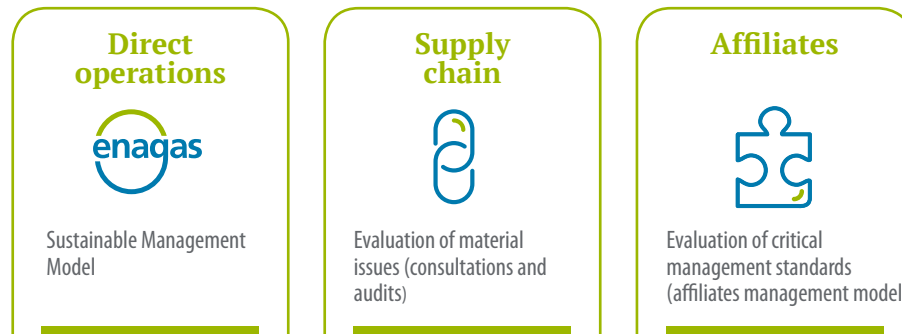 Direct
operations
enagas
Sustainable Management
Model
Supply
chain
Evaluation of material
issues (consultations and
audits)
Affiliates
Evaluation of critical
management standards
(affiliates management model